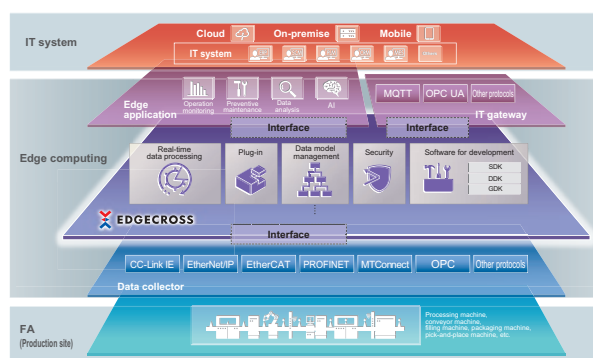 IT system
Cloud
On-premise
Mobile
IT system
Edge
application
Operation
monitoring
Preventive
maintenance
Data
analysis
AI
MQTT
OPC UA
Other protocols
IT gateway
Interface
Interface
Edge computing
Real-time
data processing
Plug-in
Data model
management
Security
Software for development
SDK
DDK
GDK
EDGECROSS
Interface
CC-Link IE
EtherNet/IP
EtherCAT
PROFINET
MTConnect
OPC
Other protocols
Data collector
FA
(Production site)
Processing machine,
conveyor machine,
filling machine, packaging machine,
pick-and-place machine, etc.